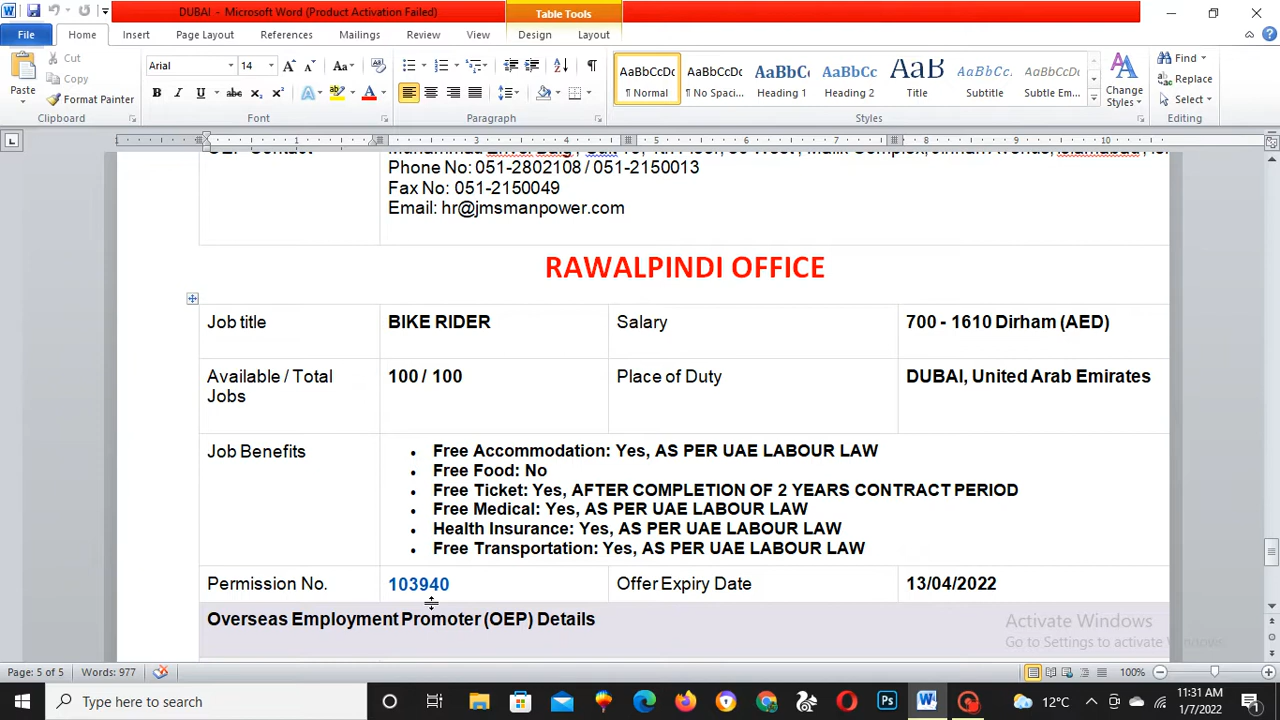 DUBAI - Microsoft Word (Product Activation Failed)
Table Tools
File
Home
Insert
Page Layout
References
Mailings
Review
View
Design
Layout
Paste
Cut
Copy
Format Painter
Clipboard
Arial
14
Font
Paragraph
AaBbCcDc
¶ Normal
AaBbCcDc
¶ No Spaci...
AaBbC
Heading 1
AaBbCc
Heading 2
AaB
Title
AaBbCcL
Subtitle
AaBbCcDc
Subtle Em...
Change
Styles
Styles
Find
Replace
Select
Editing
Phone No: 051-2802108 / 051-2150013
Fax No: 051-2150049
Email: hr@jmsmanpower.com
RAWALPINDI OFFICE
Job title
BIKE RIDER
Salary
700 - 1610 Dirham (AED)
Available / Total
Jobs
100 / 100
Place of Duty
DUBAI, United Arab Emirates
Job Benefits
• Free Accommodation: Yes, AS PER UAE LABOUR LAW
• Free Food: No
• Free Ticket: Yes, AFTER COMPLETION OF 2 YEARS CONTRACT PERIOD
• Free Medical: Yes, AS PER UAE LABOUR LAW
• Health Insurance: Yes, AS PER UAE LABOUR LAW
• Free Transportation: Yes, AS PER UAE LABOUR LAW
Permission No.
103940
Offer Expiry Date
13/04/2022
Overseas Employment Promoter (OEP) Details
Activate Windows
Go to Settings to activate Windows.
Page: 5 of 5
Words: 977
100%
Type here to search
12°C
11:31 AM
1/7/2022